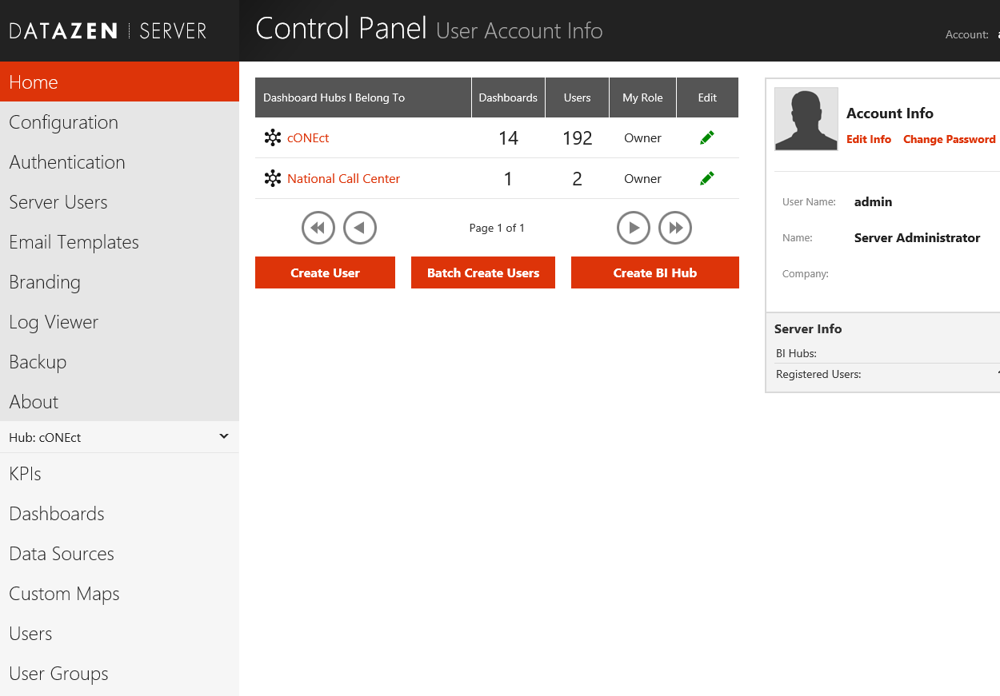 DATAZEN SERVER
Control Panel User Account Info
Account:
Home
Configuration
Authentication
Server Users
Email Templates
Branding
Log Viewer
Backup
About
Hub: cONEct
KPIs
Dashboards
Data Sources
Custom Maps
Users
User Groups
Dashboard Hubs I Belong To Dashboards Users My Role Edit
cONEct 14 192 Owner
National Call Center 1 2 Owner
Page 1 of 1
Create User Batch Create Users Create BI Hub
Account Info
Edit Info Change Password
User Name: admin
Name: Server Administrator
Company:
Server Info
BI Hubs:
Registered Users: